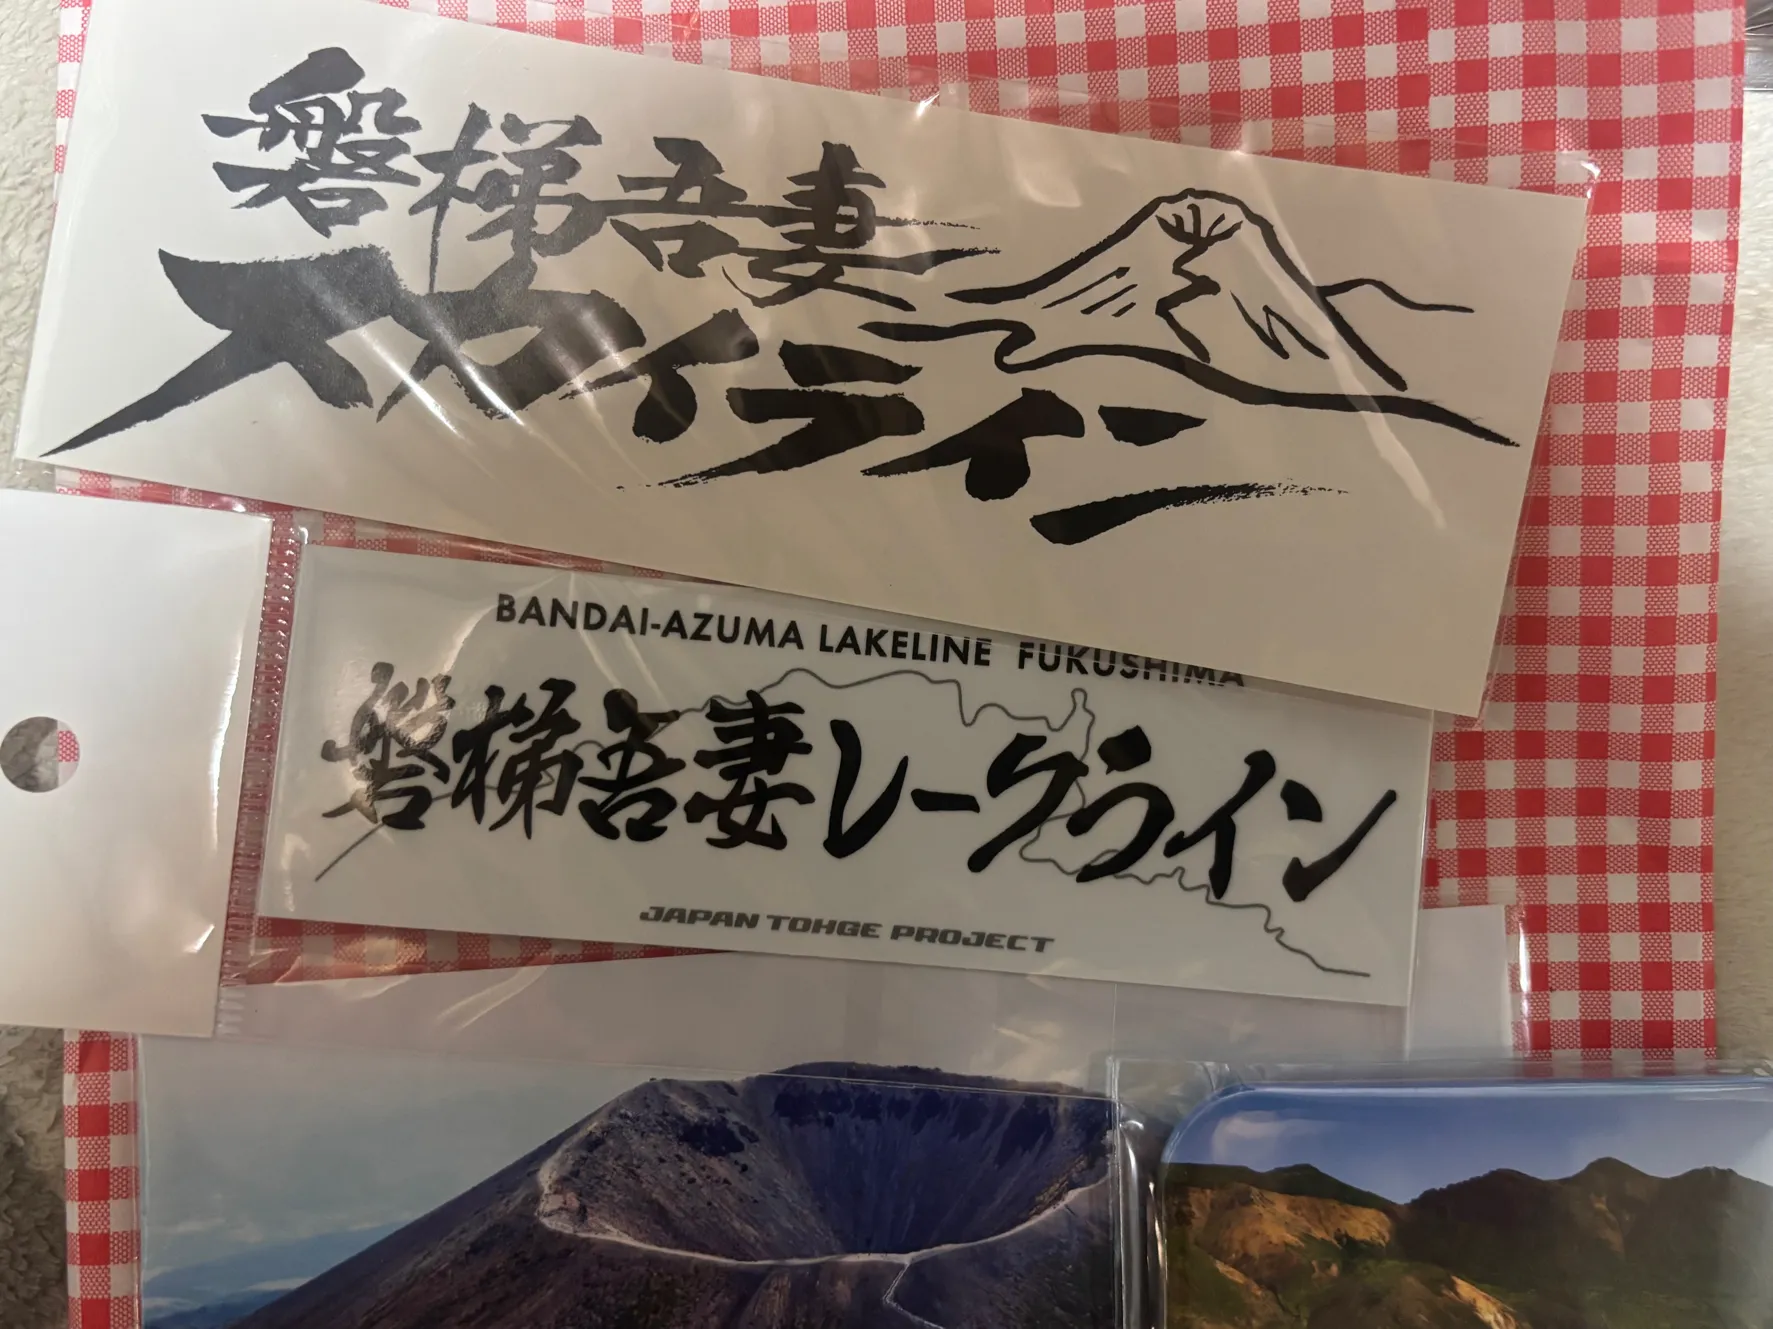 磐梯吾妻
スカイライン
BANDAI-AZUMA LAKELINE FUKUSHIMA
磐梯吾妻レークライン
JAPAN TOHGE PROJECT